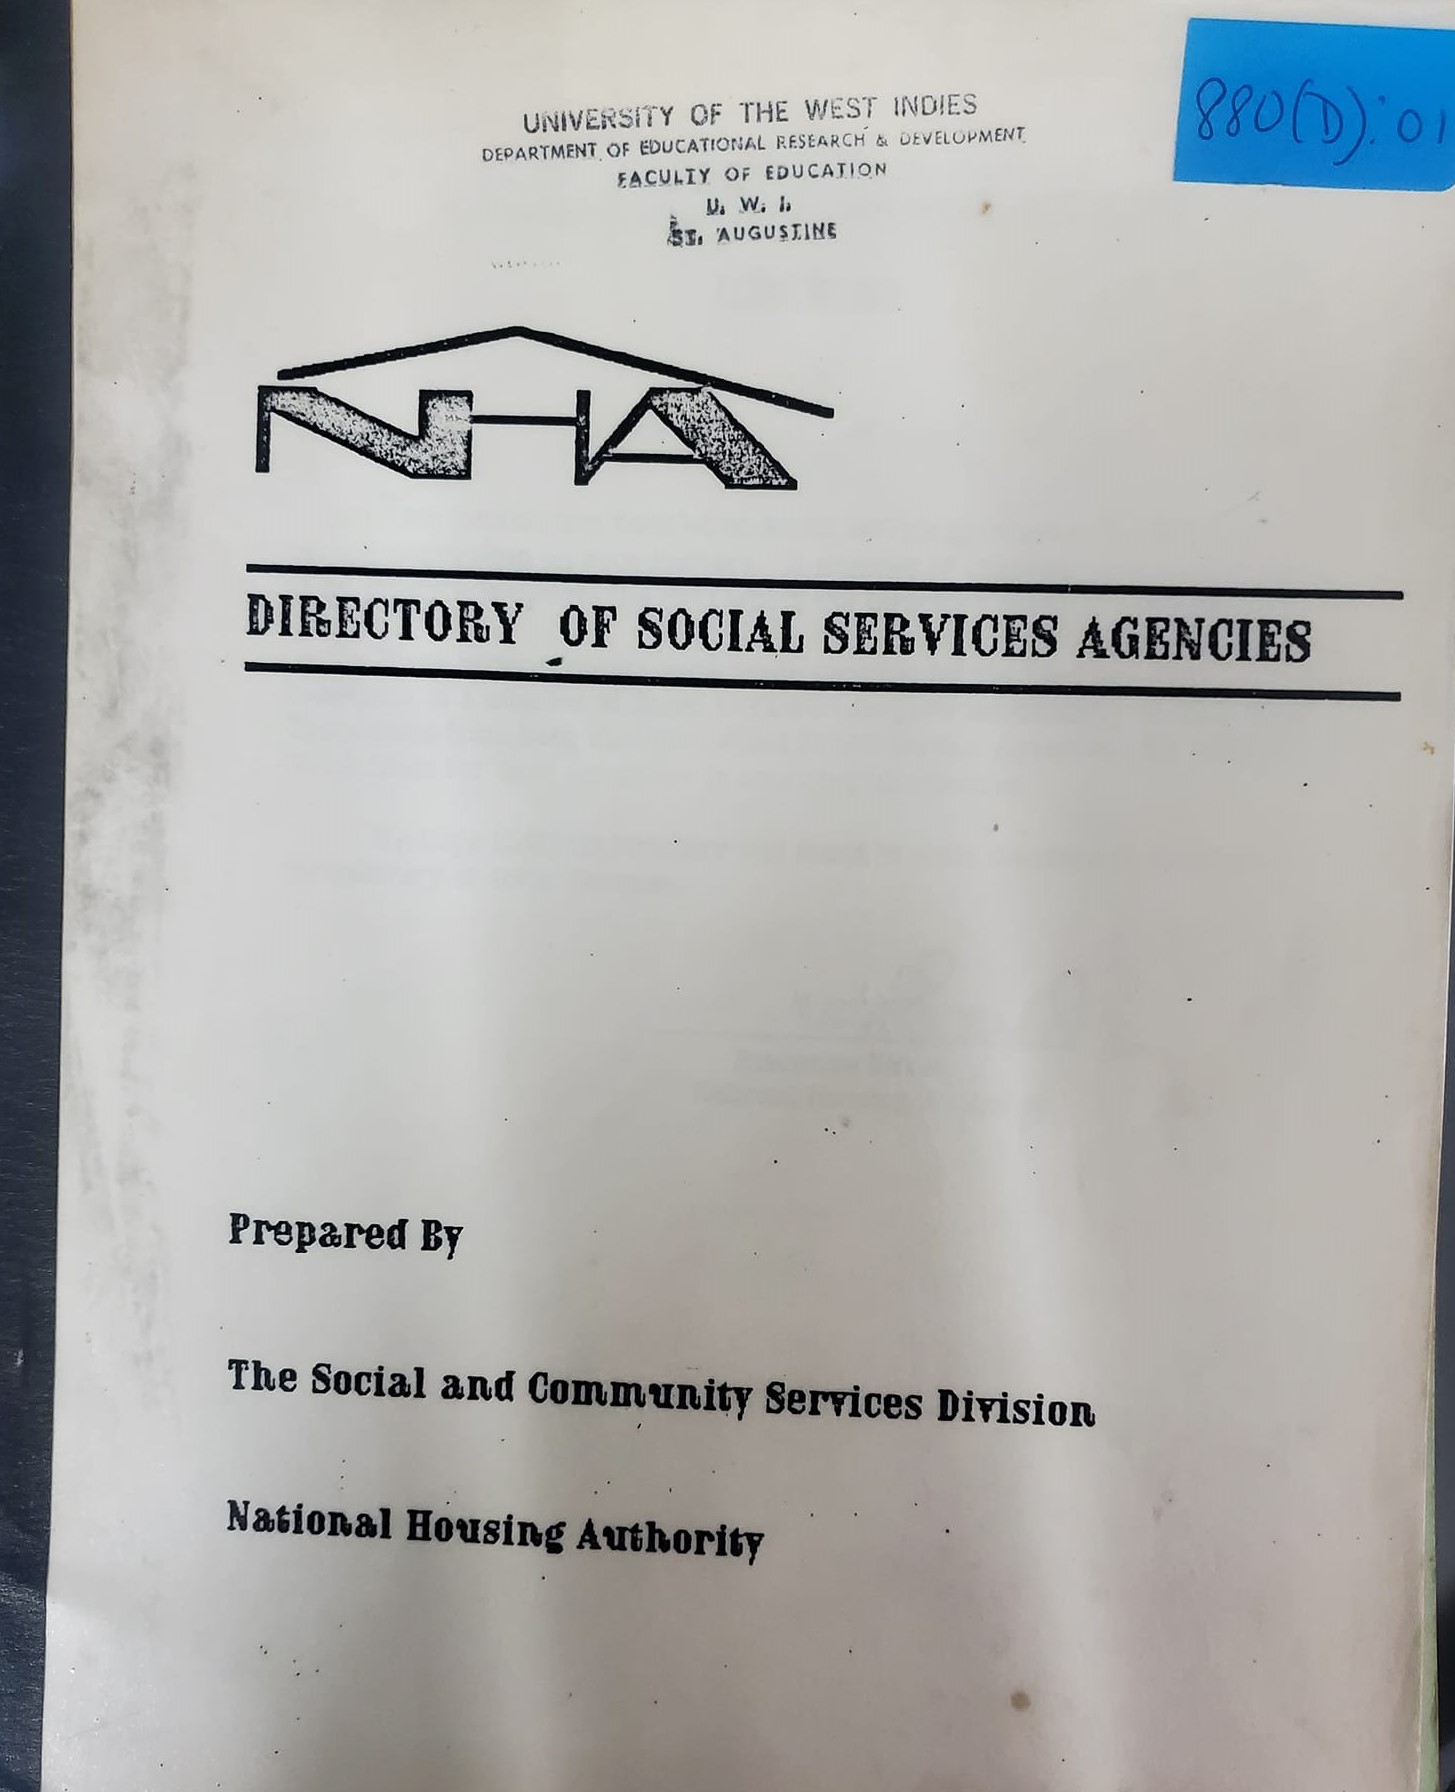 UNIVERSITY OF THE WEST INDIES
DEPARTMENT OF EDUCATIONAL RESEARCH & DEVELOPMENT
FACULTY OF EDUCATION
U. W. I.
ST. AUGUSTINE
880(D):01
NHA
DIRECTORY OF SOCIAL SERVICES AGENCIES
Prepared By
The Social and Community Services Division
National Housing Authority